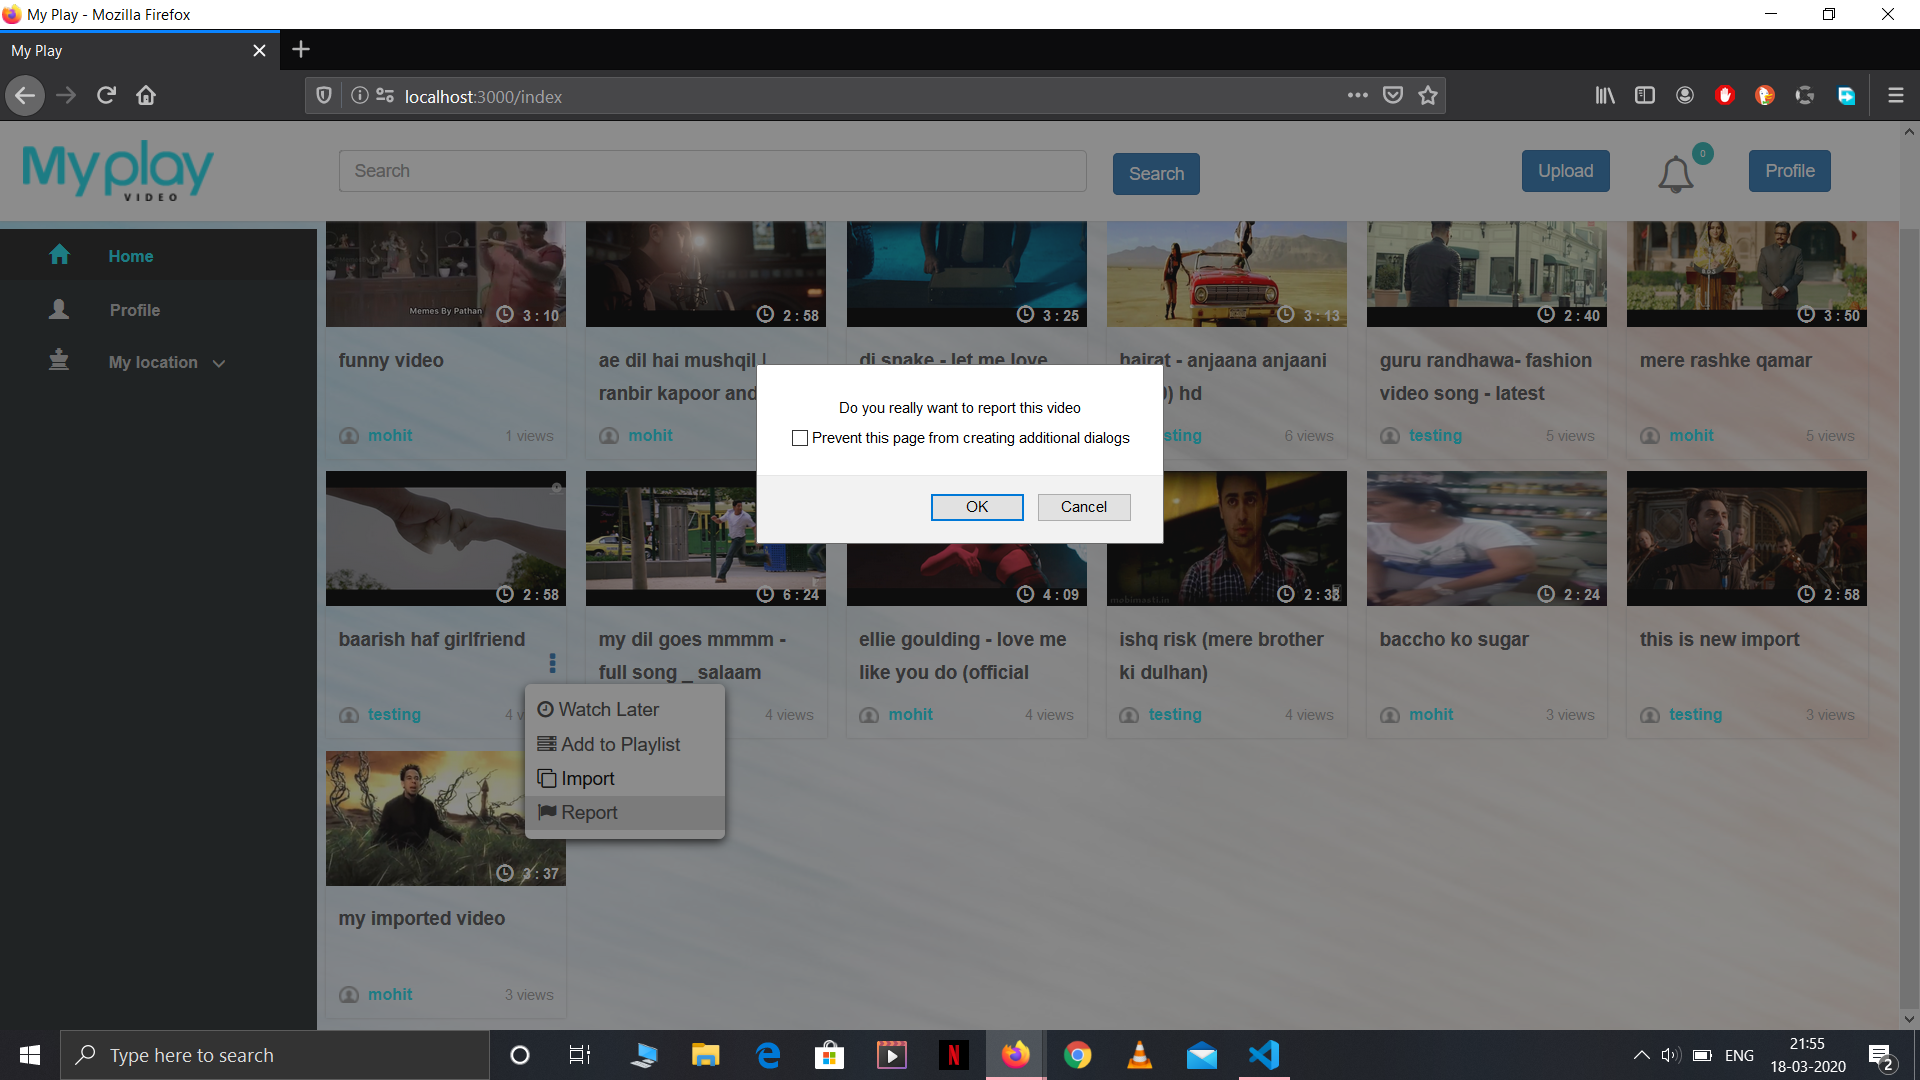 My Play - Mozilla Firefox
My Play
localhost:3000/index
Myplay
VIDEO
Search
Search
Upload
0
Profile
Home
Profile
My location
Memes By Pathan
3 : 10
2 : 58
3 : 25
3 : 13
2 : 40
3 : 50
funny video
mohit
1 views
ae dil hai mushqil |
ranbir kapoor and
mohit
dj snake - let me love
hairat - anjaana anjaani
hd
6 views
guru randhawa- fashion
video song - latest
testing
5 views
mere rashke qamar
mohit
5 views
Do you really want to report this video
Prevent this page from creating additional dialogs
OK
Cancel
2 : 58
6 : 24
4 : 09
mobimasti.in
2 : 33
2 : 24
2 : 58
baarish haf girlfriend
testing
my dil goes mmmm -
full song _ salaam
4 views
ellie goulding - love me
like you do (official
mohit
4 views
ishq risk (mere brother
ki dulhan)
testing
4 views
baccho ko sugar
mohit
3 views
this is new import
testing
3 views
Watch Later
Add to Playlist
Import
Report
3 : 37
my imported video
mohit
3 views
Type here to search
ENG
21:55
18-03-2020
2